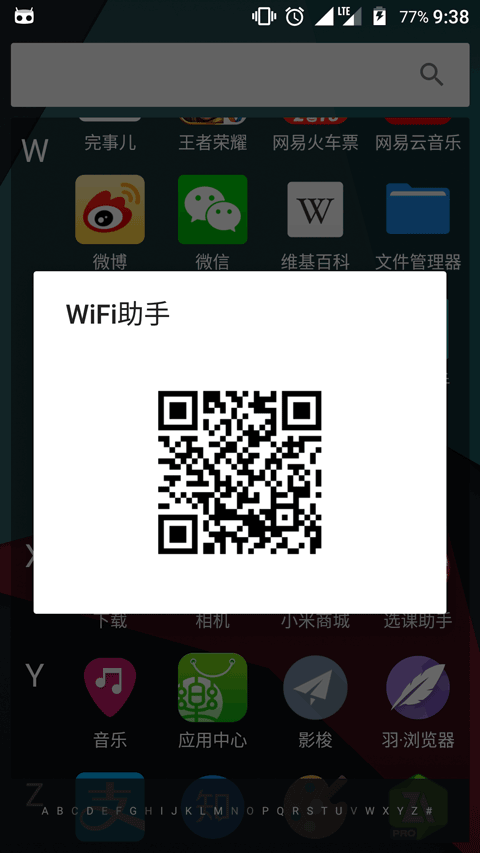 LTE 77% 9:38
W
完事儿 王者荣耀 网易火车票 网易云音乐
W
微博 微信 维基百科 文件管理器
WiFi助手
X
下载 相机 小米商城 选课助手
Y
音乐 应用中心 影梭 羽·浏览器
Z
支 知
PRO
A B C D E F G H I J K L M N O P Q R S T U V W X Y Z #